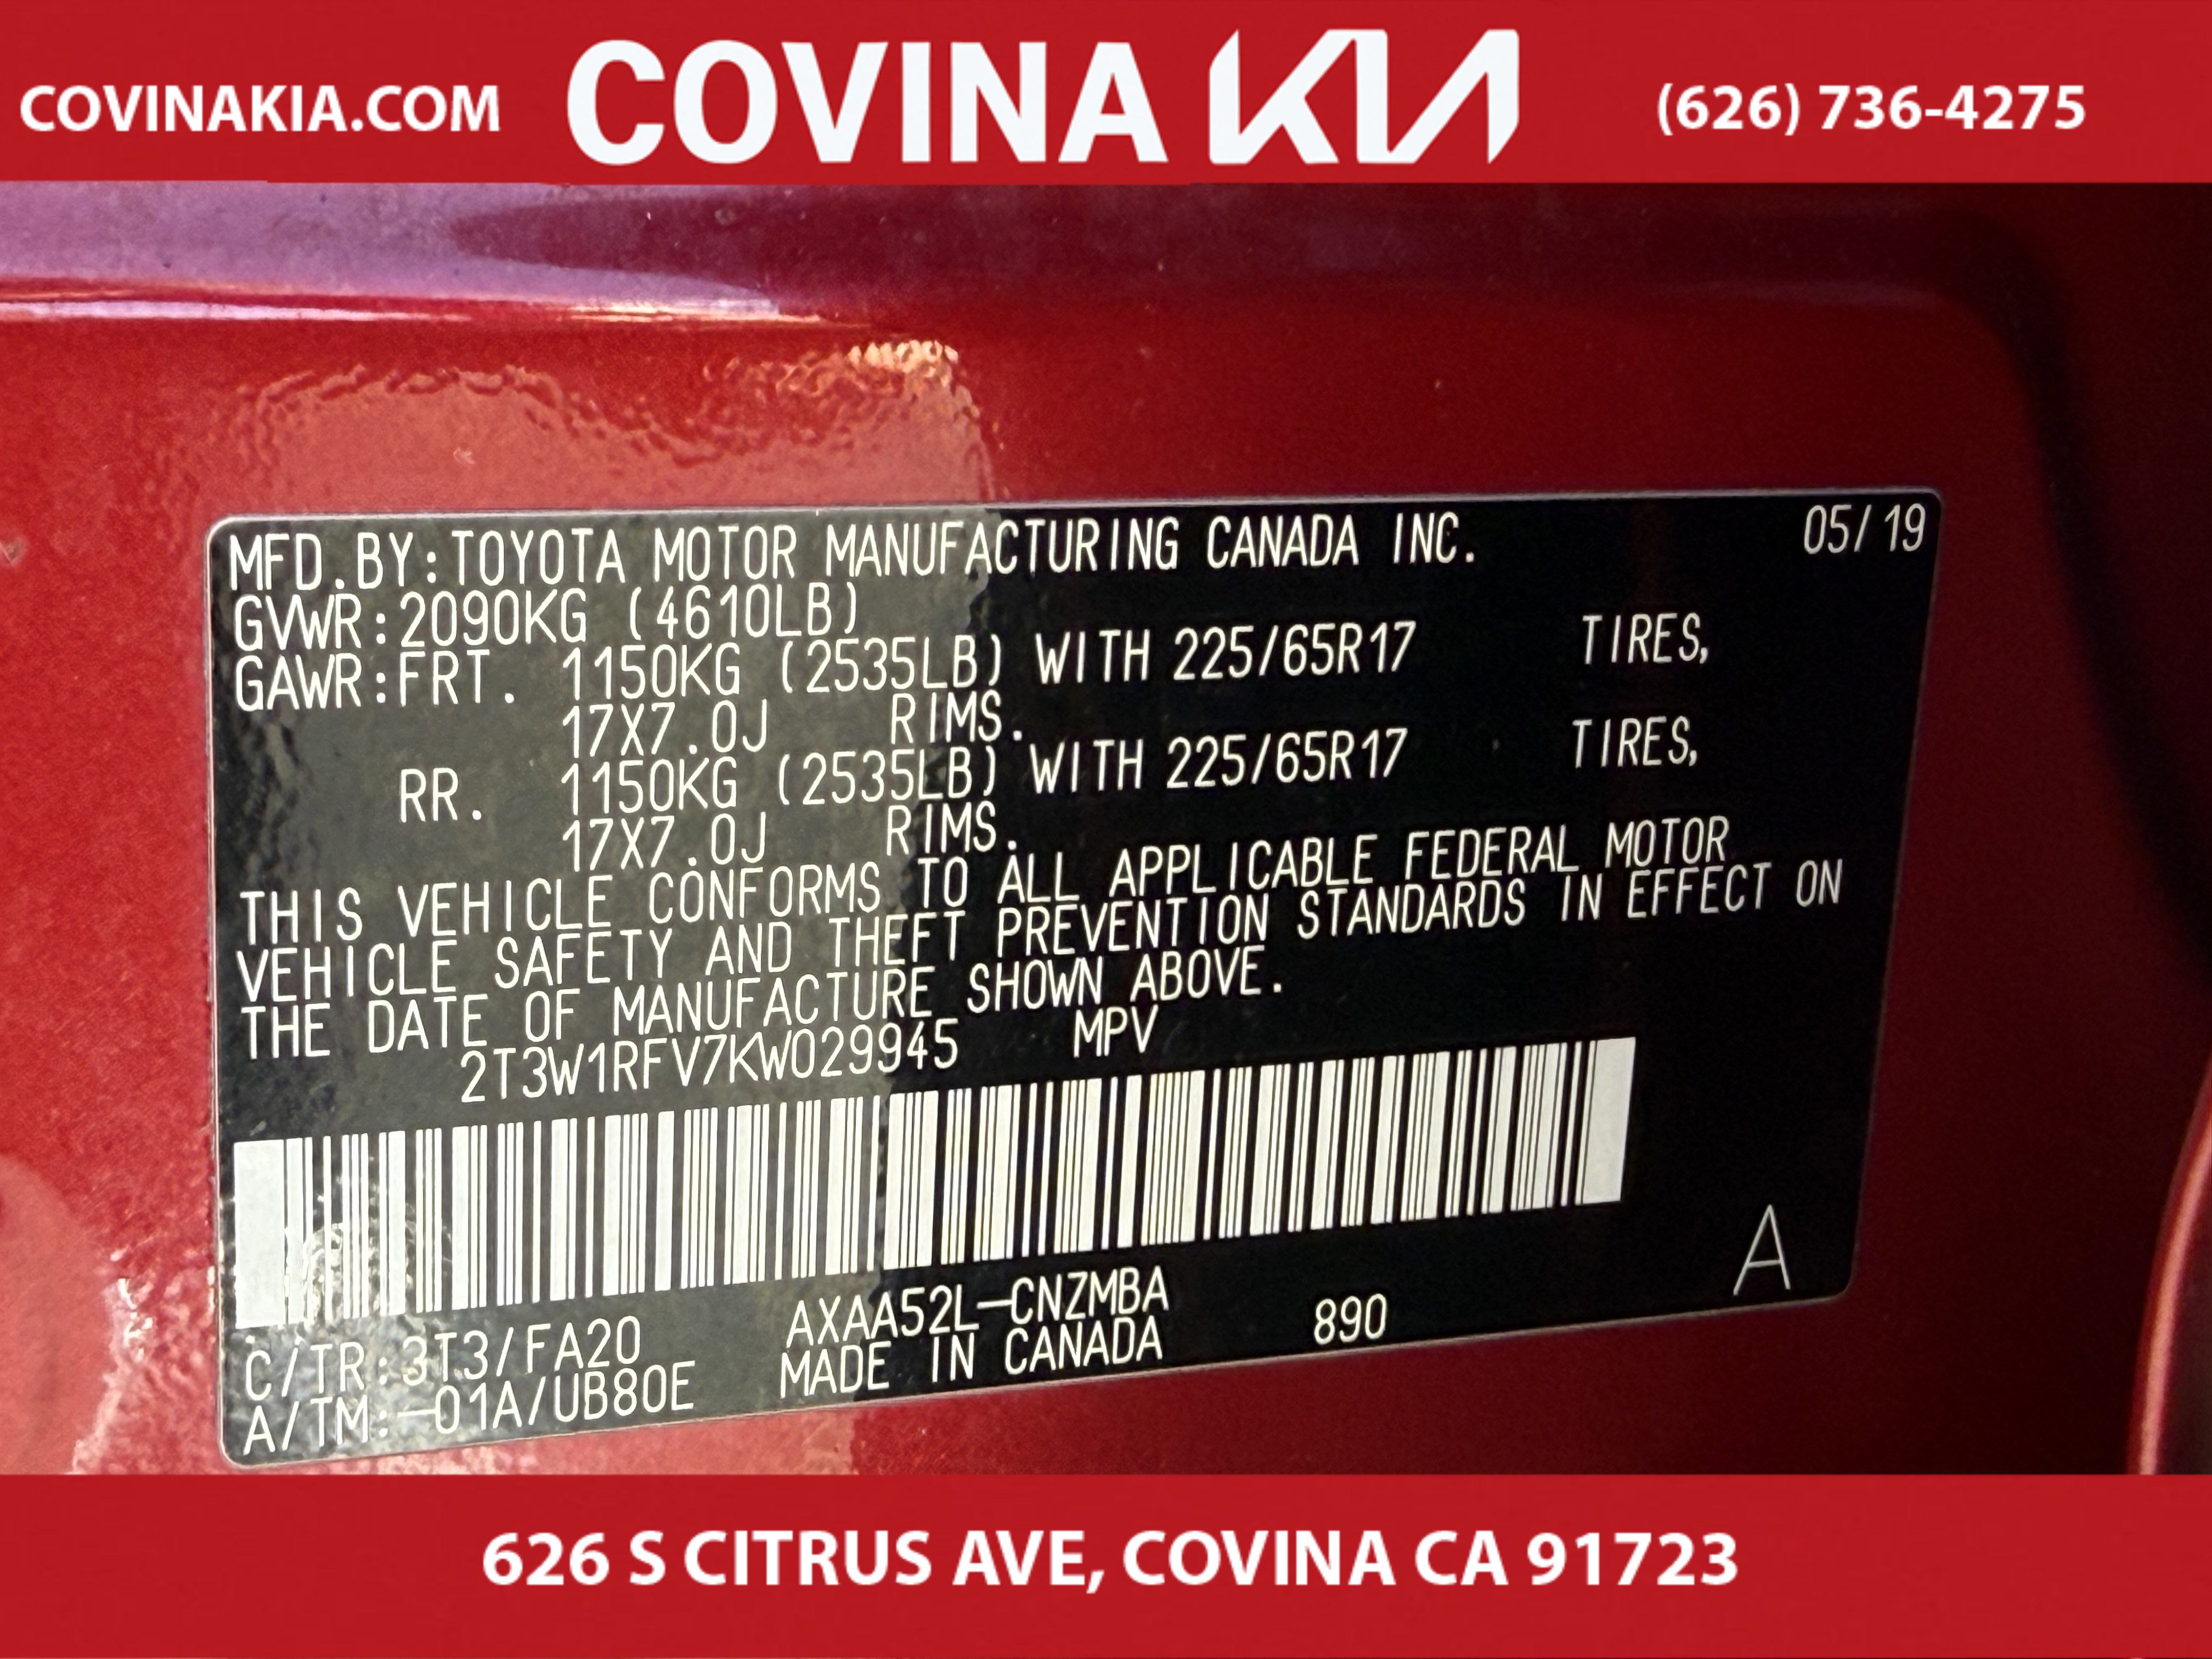 COVINAKIA.COM
COVINA KIA
(626) 736-4275
MFD.BY:TOYOTA MOTOR MANUFACTURING CANADA INC. 05/19
GVWR:2090KG (4610LB)
GAWR:FRT. 1150KG (2535LB) WITH 225/65R17 TIRES,
17X7.0J RIMS.
RR. 1150KG (2535LB) WITH 225/65R17 TIRES,
17X7.0J RIMS.
THIS VEHICLE CONFORMS TO ALL APPLICABLE FEDERAL MOTOR
VEHICLE SAFETY AND THEFT PREVENTION STANDARDS IN EFFECT ON
THE DATE OF MANUFACTURE SHOWN ABOVE.
2T3W1RFV7KW029945 MPV
A
C/TR:3T3/FA20 AXAA52L-CNZMBA 890
A/TM:-01A/UB80E MADE IN CANADA
626 S CITRUS AVE, COVINA CA 91723